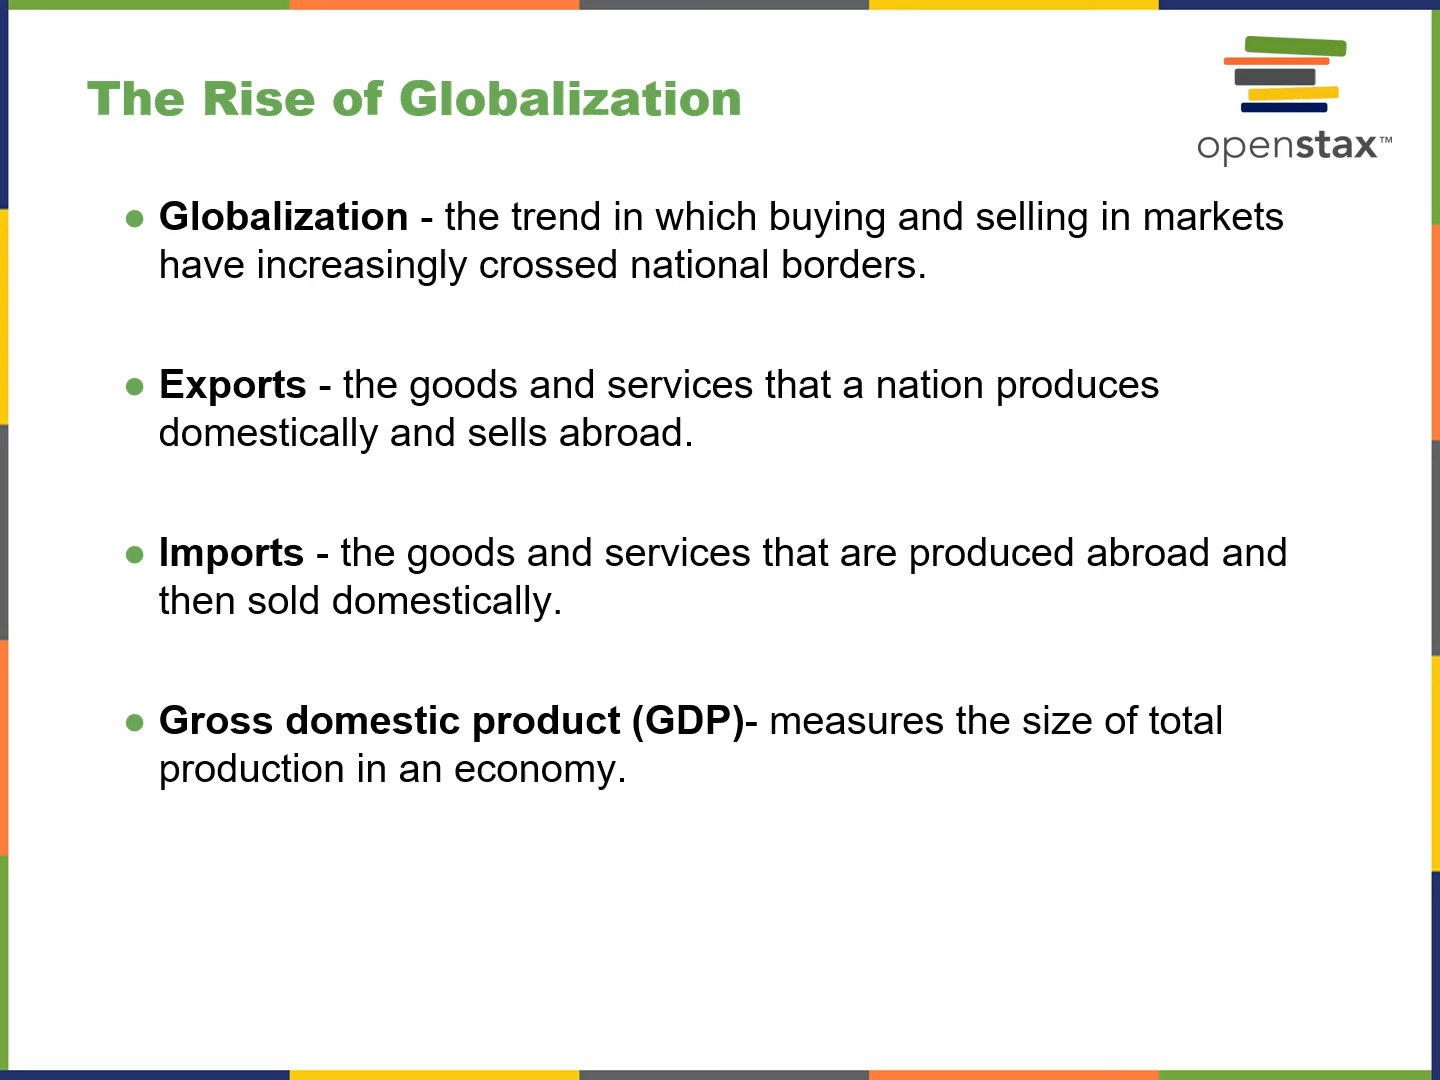 The Rise of Globalization
openstax™
● Globalization - the trend in which buying and selling in markets
have increasingly crossed national borders.
● Exports - the goods and services that a nation produces
domestically and sells abroad.
● Imports - the goods and services that are produced abroad and
then sold domestically.
● Gross domestic product (GDP)- measures the size of total
production in an economy.